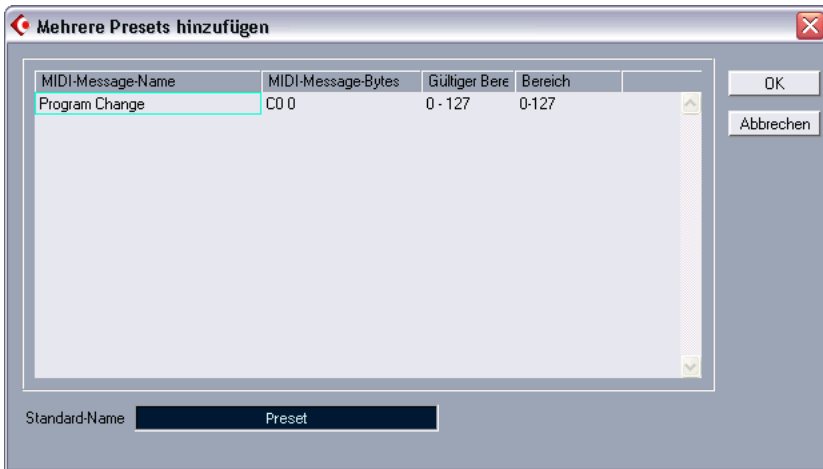 Mehrere Presets hinzufügen
MIDI-Message-Name MIDI-Message-Bytes Gültiger Bere Bereich
Program Change C0 0 0 - 127 0-127
OK
Abbrechen
Standard-Name Preset